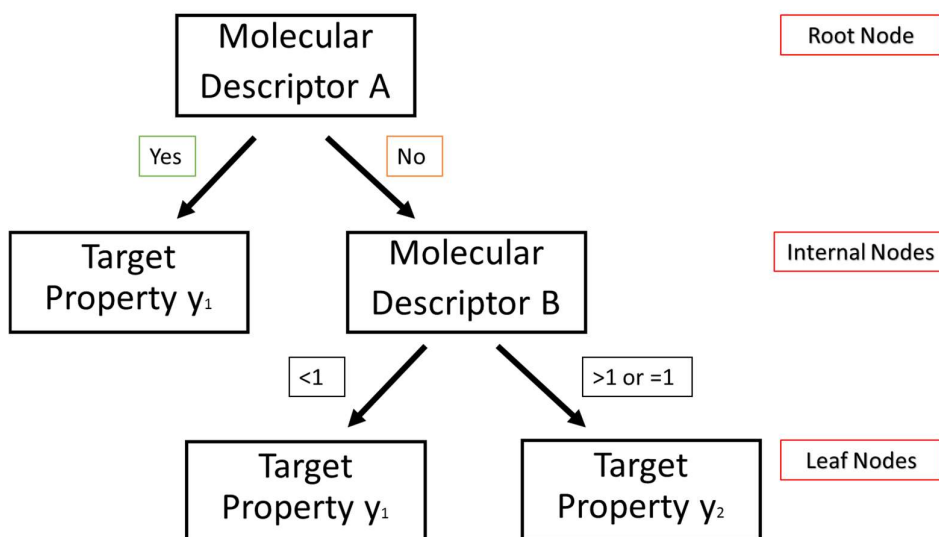 Molecular
Descriptor A
Root Node
Yes
No
Target
Property y₁
Molecular
Descriptor B
Internal Nodes
<1
>1 or =1
Target
Property y₁
Target
Property y₂
Leaf Nodes